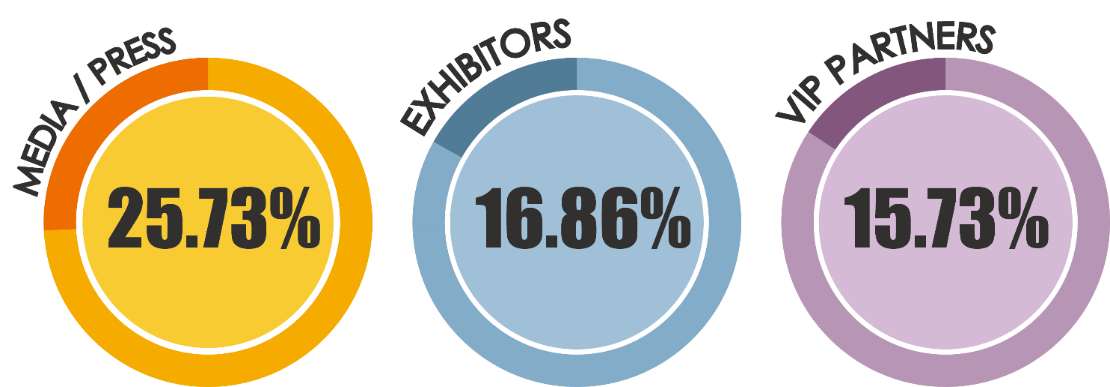 MEDIA / PRESS
25.73%
EXHIBITORS
16.86%
VIP PARTNERS
15.73%